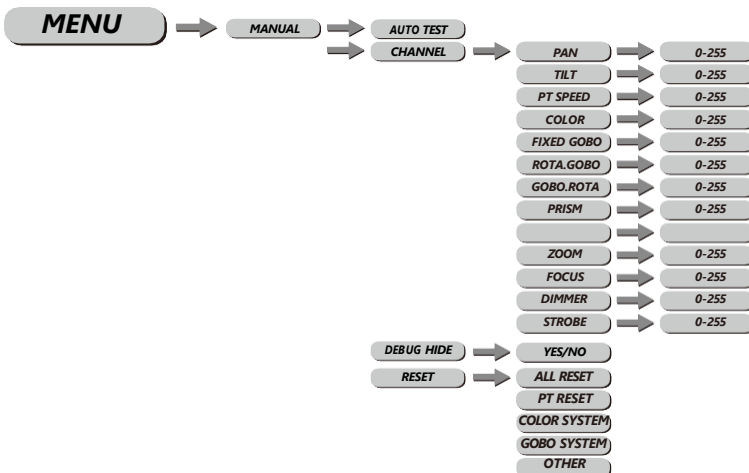 MENU MANUAL AUTO TEST
CHANNEL PAN 0-255
TILT 0-255
PT SPEED 0-255
COLOR 0-255
FIXED GOBO 0-255
ROTA.GOBO 0-255
GOBO.ROTA 0-255
PRISM 0-255
ZOOM 0-255
FOCUS 0-255
DIMMER 0-255
STROBE 0-255
DEBUG HIDE YES/NO
RESET ALL RESET
PT RESET
COLOR SYSTEM
GOBO SYSTEM
OTHER